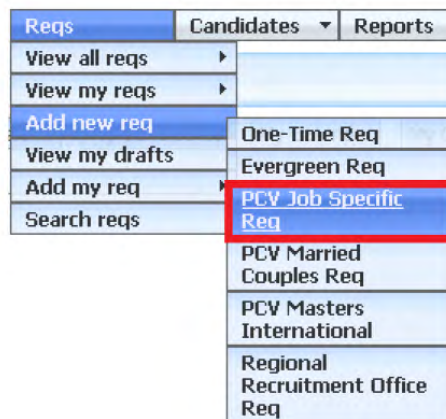 Reqs
Candidates
Reports
View all reqs
View my reqs
Add new req
View my drafts
Add my req
Search reqs
One-Time Req
Evergreen Req
PCV Job Specific
Req
PCV Married
Couples Req
PCV Masters
International
Regional
Recruitment Office
Req